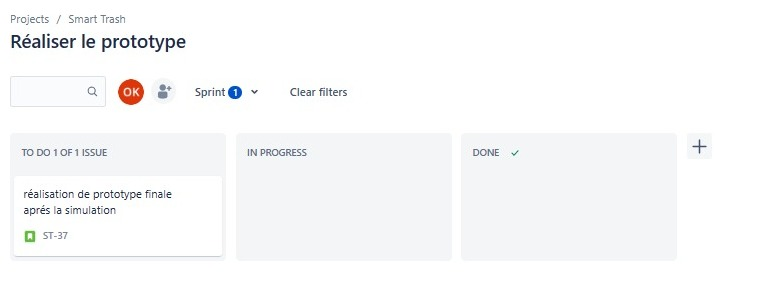 Projects / Smart Trash
Réaliser le prototype
OK
Sprint 1
Clear filters
TO DO 1 OF 1 ISSUE
IN PROGRESS
DONE
réalisation de prototype finale
aprés la simulation
ST-37